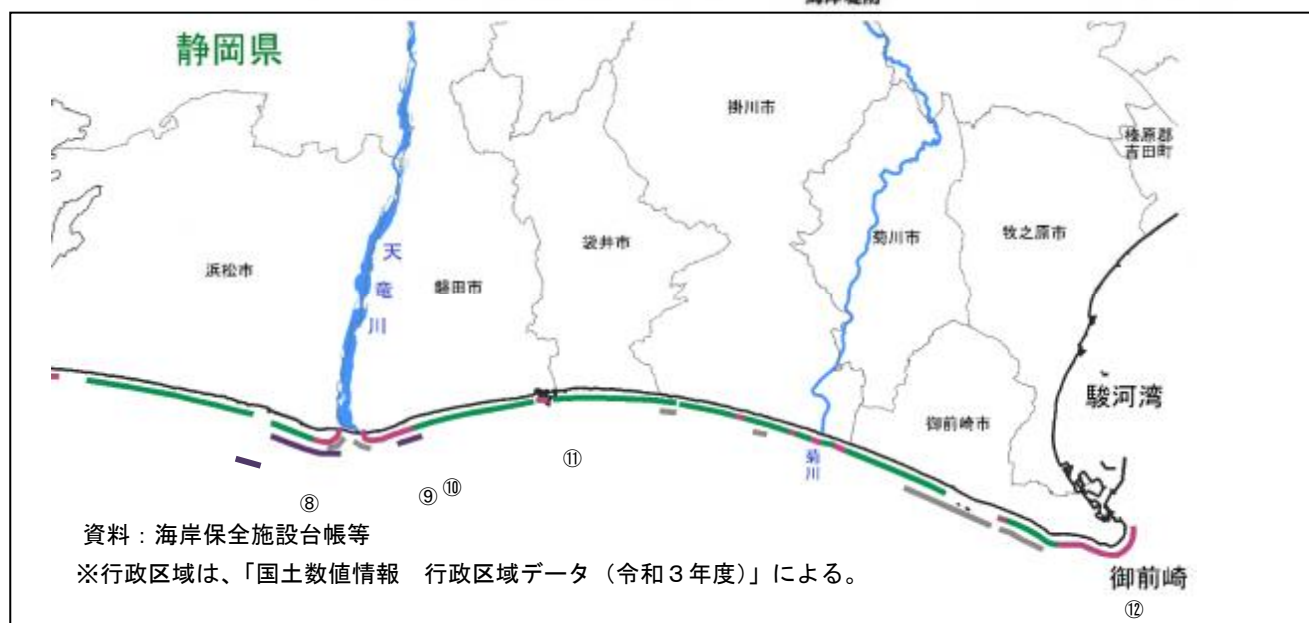 静岡県
掛川市
榛原郡
吉田町
袋井市
菊川市
牧之原市
浜松市
天竜川
磐田市
駿河湾
御前崎市
菊川
⑧
⑨
⑩
⑪
資料：海岸保全施設台帳等
※行政区域は、「国土数値情報　行政区域データ（令和３年度）」による。
御前崎
⑫